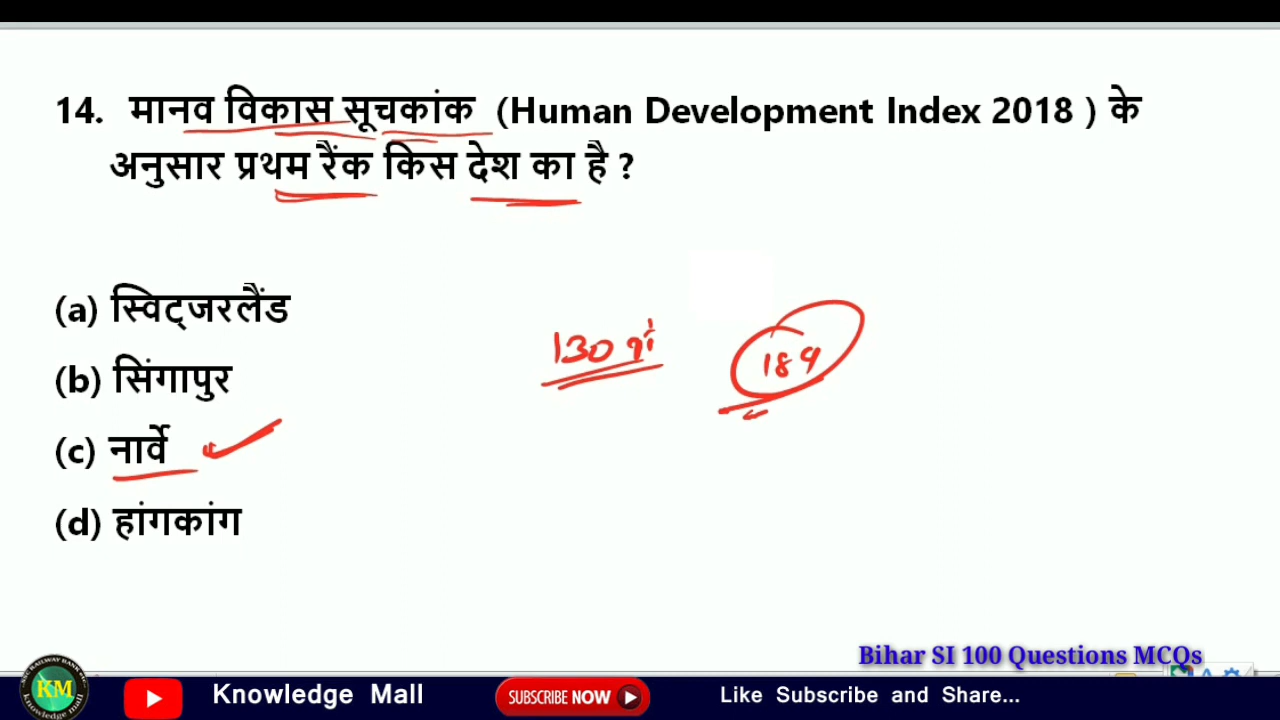 14. मानव विकास सूचकांक (Human Development Index 2018 ) के
अनुसार प्रथम रैंक किस देश का है ?
(a) स्विट्जरलैंड
(b) सिंगापुर
130 वां
189
(c) नार्वे
(d) हांगकांग
Bihar SI 100 Questions MCQs
KM
Knowledge Mall
SUBSCRIBE NOW
Like Subscribe and Share...